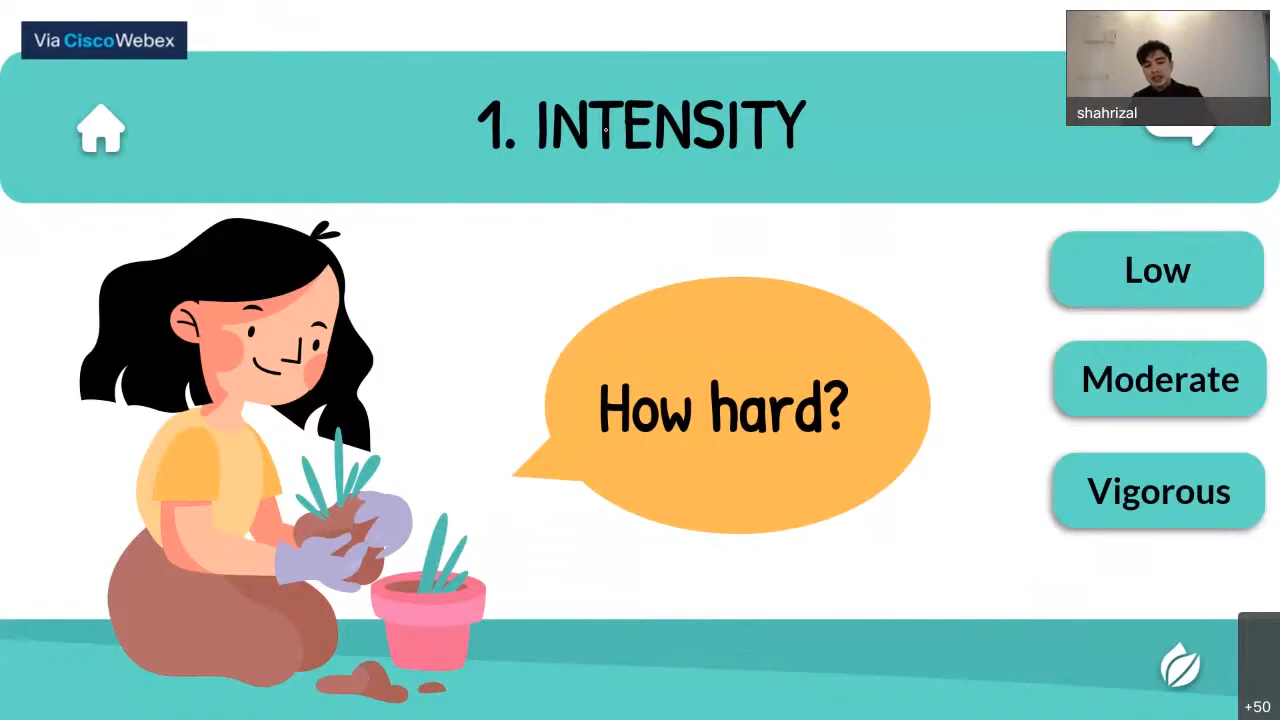 Via CiscoWebex
shahrizal
1. INTENSITY
How hard?
Low
Moderate
Vigorous
+50